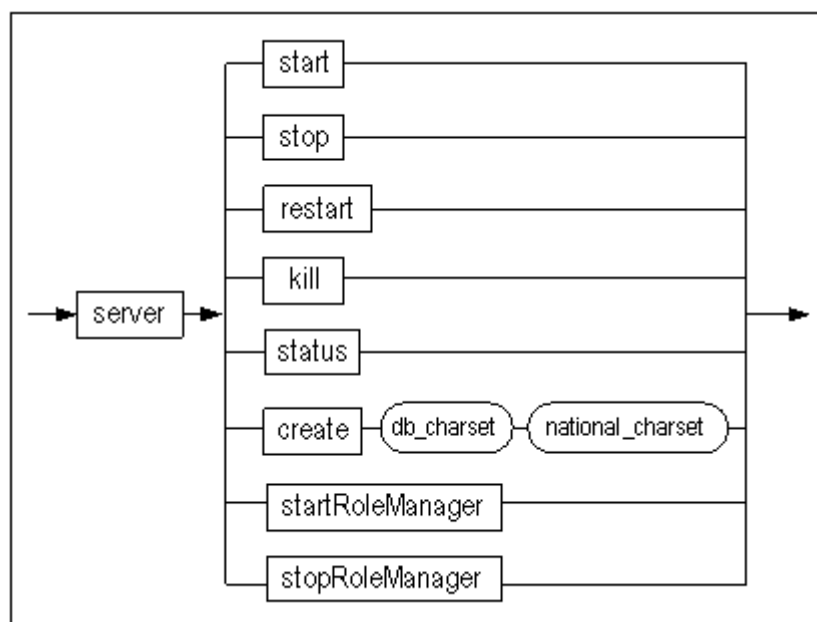 start
stop
restart
kill
server
status
create db_charset national_charset
startRoleManager
stopRoleManager